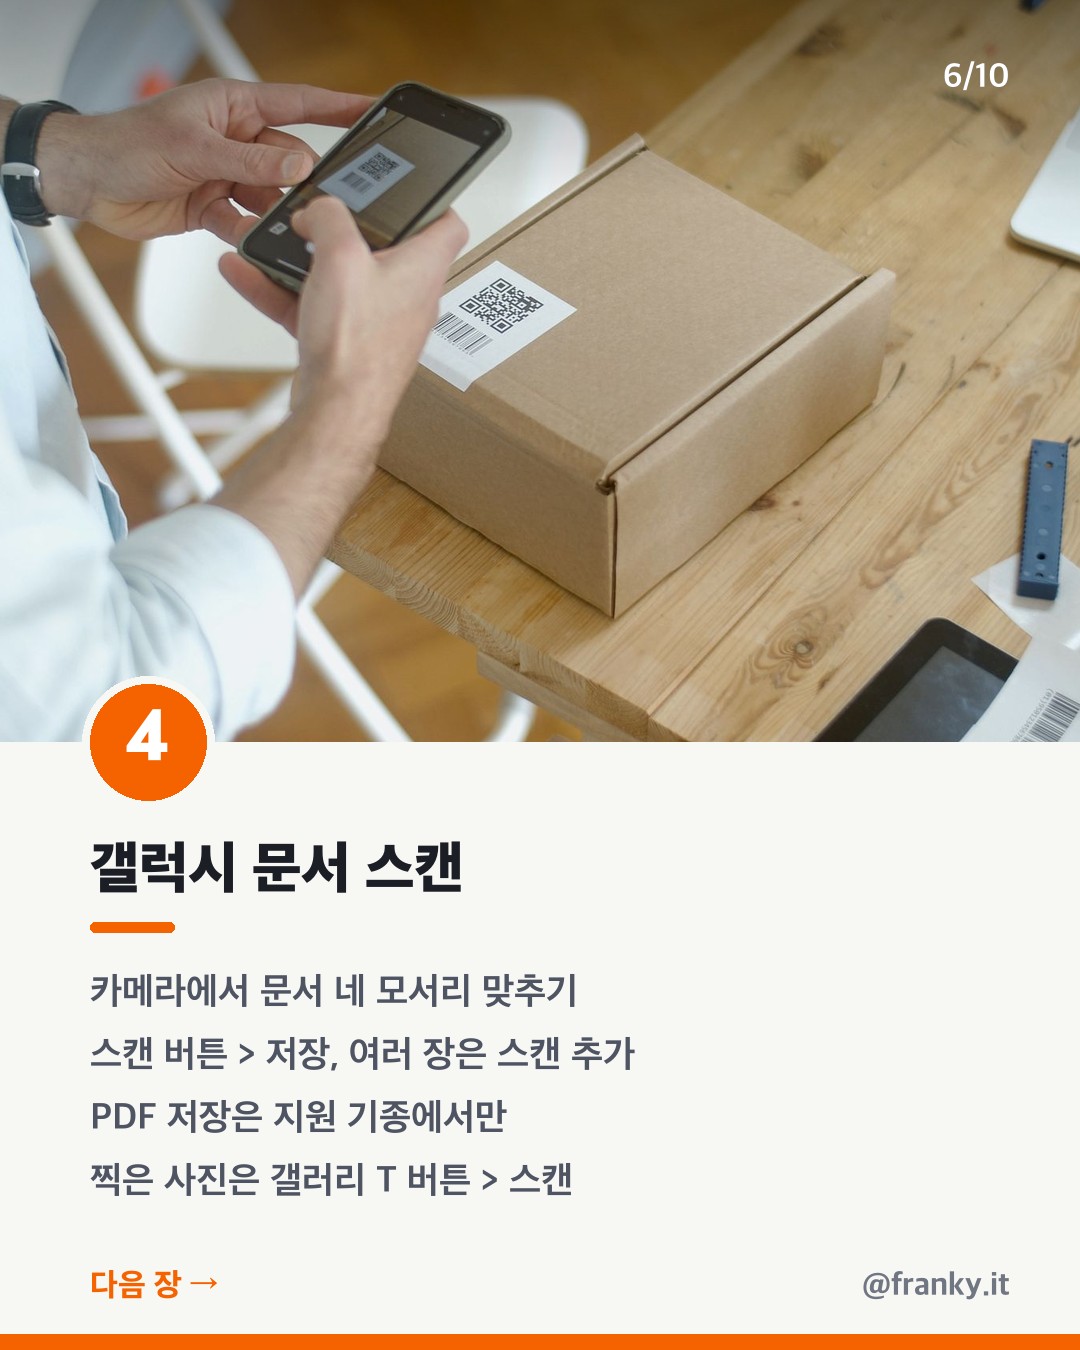 6/10
4
갤럭시 문서 스캔
카메라에서 문서 네 모서리 맞추기
스캔 버튼 > 저장, 여러 장은 스캔 추가
PDF 저장은 지원 기종에서만
찍은 사진은 갤러리 T 버튼 > 스캔
다음 장 →
@franky.it